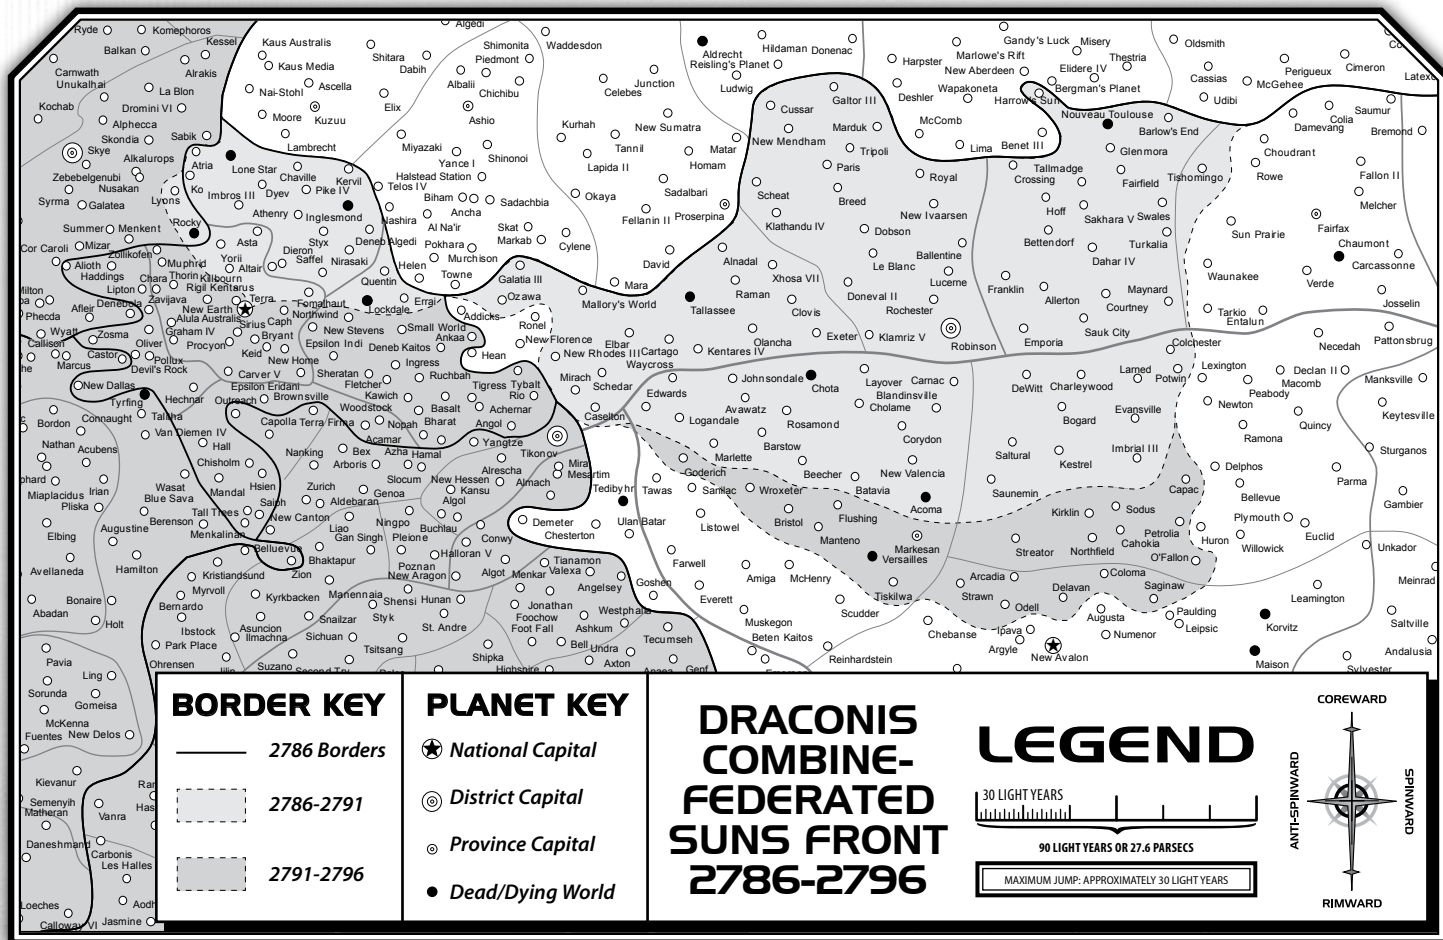 Ryde
Komephoros
Balkan
Kessel
Carnwath
Unukalhai
Alrakis
La Blon
Kochab
Dromini VI
Alphecca
Skondia
Sabik
Skye
Alkalurops
Zebebelgenubi
Nusakan
Syrma
Galatea
Lyons
Atria
Ko
Summer
Menkent
Rocky
Cor Caroli
Mizar
Zollikofen
Kaus Australis
Kaus Media
Nai-Stohl
Ascella
Moore
Kuzuu
Lambrecht
Shitara
Dabih
Elix
Algedi
Shimonita
Piedmont
Albalii
Chichibu
Ashio
Waddesdon
Miyazaki
Yance I
Shinonoi
Halstead Station
Telos IV
Biham
Ancha
Sadachbia
Nashira
Al Na'ir
Skat
Markab
Deneb Algedi
Pokhara
Murchison
Helen
Towne
Cylene
Kurhah
Tannil
Lapida II
Okaya
Celebes
Junction
New Sumatra
Matar
Homam
Sadalbari
Fellanin II
Proserpina
David
Mara
Mallory's World
Aldrecht
Reisling's Planet
Ludwig
Hildaman
Donenac
Lone Star
Chaville
Kervil
Imbros III
Dyev
Pike IV
Athenry
Inglesmond
Asta
Styx
Dieron
Saffel
Nirasaki
Yorii
Altair
Quentin
Galatia III
Ozawa
Errai
Addicks
Lockdale
Fomalhaut
Northwind
Muphrid
Thorin
Kilbourn
Rigil Kentarus
Terra
New Earth
Alioth
Haddings
Chara
Lipton
Zavijava
Denebola
Milton
Phecda
Afleir
Wyatt
Zosma
Callison
Marcus
Castor
Oliver
Pollux
Devil's Rock
Alula Australis
Graham IV
Procyon
Sirius
Caph
Bryant
Keid
New Home
Carver V
Epsilon Eridani
Brownsville
New Stevens
Epsilon Indi
Small World
Ankaa
Deneb Kaitos
Ingress
Sheratan
Fletcher
Kawich
Ruchbah
Woodstock
Basalt
Bharat
Nopah
Acamar
Hean
Tigress
Tybalt
Rio
Achernar
Angol
Ronel
New Florence
New Rhodes III
Mirach
Schedar
Elbar
Cartago
Waycross
Caselton
Edwards
New Dallas
Tyrfing
Hechnar
Outreach
Talitha
Connaught
Bordon
Nathan
Acubens
Van Diemen IV
Hall
Chisholm
Hsien
Capolla
Terra Firma
Nanking
Bex
Arboris
Azha
Hamal
Yangtze
Tikonov
Mira
Mesartim
Slocum
New Hessen
Alrescha
Almach
Kansu
Algol
Genoa
Aldebaran
Zurich
Saiph
New Canton
Mandal
Tall Trees
Menkalinan
Wasat
Blue Sava
Berenson
Irian
Miaplacidus
Pliska
Augustine
Elbing
Hamilton
Avellaneda
Abadan
Bonaire
Holt
Liao
Gan Singh
Ningpo
Pleione
Buchlau
Halloran V
Conwy
Demeter
Chesterton
Tedibyhr
Tawas
Ulan Batar
Bellueveue
Bhaktapur
Zion
Poznan
New Aragon
Algot
Menkar
Tianamon
Valexa
Angelsey
Goshen
Farwell
Everett
Kristiandsund
Myrvoll
Bernardo
Kyrkbacken
Mariennaia
Shensi
Styk
Hunan
St. Andre
Jonathan
Foochow
Foot Fall
Ashkum
Westphalia
Bell
Undra
Axton
Tecumseh
Ibstock
Park Place
Asuncion
Ilmachna
Snailzar
Sichuan
Tsitsang
Shipka
Ohrensen
Suzano
Genf
Pavia
Ling
Sorunda
Gomeisa
McKenna
Fuentes
New Delos
Kievanur
Semenyih
Matheran
Vanra
Daneshmand
Carbonis
Les Halles
Loeches
Jasmine
Calloway VI
Cussar
New Mendham
Galtor III
Marduk
Tripoli
Paris
Breed
Scheat
Klathandu IV
Royal
New Ivaarsen
Dobson
Le Blanc
Ballentine
Lucerne
Alnadal
Xhosa VII
Raman
Clovis
Doneval II
Rochester
Tallassee
Olancha
Exeter
Klamriz V
Kentares IV
Robinson
Harpster
Marlowe's Rift
New Aberdeen
Wapakoneta
Deshler
McComb
Lima
Benet III
Harrow's Sun
Gandy's Luck
Misery
Elidere IV
Thestria
Bergman's Planet
Nouveau Toulouse
Barlow's End
Glenmora
Tallmadge
Crossing
Fairfield
Tishomingo
Hoff
Sakhara V
Swales
Bettendorf
Turkalia
Dahar IV
Franklin
Allerton
Maynard
Courtney
Emporia
Sauk City
Colchester
Oldsmith
Cassias
McGehee
Udibi
Perigueux
Cimeron
Saumur
Colia
Damevang
Bremond
Choudrant
Rowe
Fallon II
Melcher
Sun Prairie
Fairfax
Chaumont
Carcassonne
Waunakee
Verde
Josselin
Tarkio
Entalun
Necedah
Pattonsbrug
Johnsondale
Chota
Layover
Carnac
Blandinsville
Cholame
Avawatz
Logandale
Rosamond
Barstow
Corydon
Marlette
Goderich
Beecher
New Valencia
Batavia
Acoma
Sanilac
Wroxeter
Listowel
Bristol
Manteno
Flushing
Markesan
Versailles
Amiga
McHenry
Tiskilwa
Scudder
Muskegon
Beten Kaitos
Reinhardstein
Chebanse
DeWitt
Charleywood
Larned
Potwin
Bogard
Evansville
Saltural
Kestrel
Imbrial III
Saunemin
Kirklin
Sodus
Capac
Streator
Northfield
Petrolia
Cahokia
O'Fallon
Huron
Arcadia
Strawn
Coloma
Delavan
Saginaw
Odell
Augusta
Paulding
Leipsic
Ipava
Argyle
Numenor
New Avalon
Lexington
Declan II
Macomb
Peabody
Newton
Quincy
Ramona
Manksville
Keytesville
Delphos
Sturganos
Bellevue
Parma
Gambier
Plymouth
Willowick
Euclid
Unkador
Meinrad
Leamington
Korvitz
Saltville
Maison
Andalusia
Sylvester
BORDER KEY
2786 Borders
2786-2791
2791-2796
PLANET KEY
National Capital
District Capital
Province Capital
Dead/Dying World
DRACONIS
COMBINE-
FEDERATED
SUNS FRONT
2786-2796
LEGEND
30 LIGHT YEARS
90 LIGHT YEARS OR 27.6 PARSECS
MAXIMUM JUMP: APPROXIMATELY 30 LIGHT YEARS
COREWARD
ANTI-SPINWARD
SPINWARD
RIMWARD